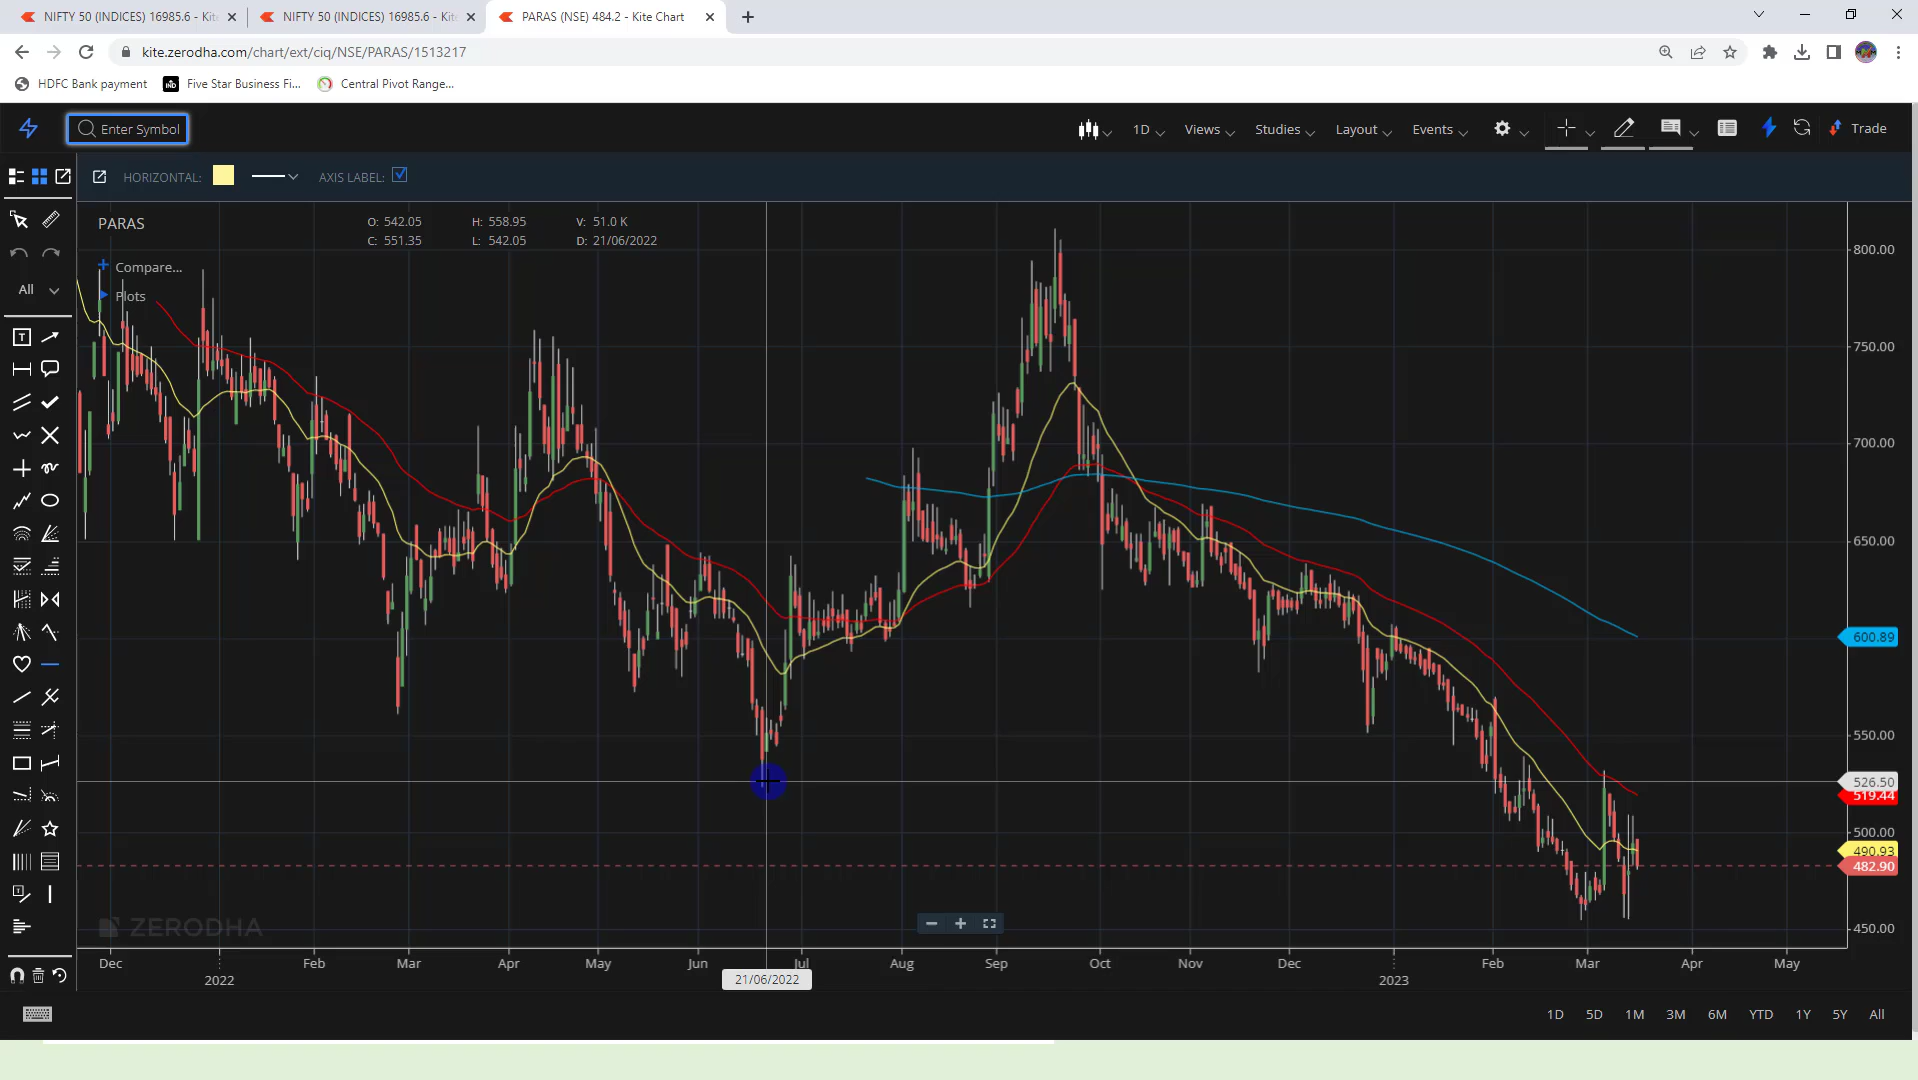 NIFTY 50 (INDICES) 16985.6 - Kite
NIFTY 50 (INDICES) 16985.6 - Kite
PARAS (NSE) 484.2 - Kite Chart
kite.zerodha.com/chart/ext/ciq/NSE/PARAS/1513217
HDFC Bank payment
Five Star Business Fi...
Central Pivot Range...
Enter Symbol
1D
Views
Studies
Layout
Events
Trade
HORIZONTAL:
AXIS LABEL:
PARAS
O: 542.05 H: 558.95 V: 51.0 K
C: 551.35 L: 542.05 D: 21/06/2022
Compare...
Plots
All
800.00
750.00
700.00
650.00
600.89
550.00
526.50
519.44
500.00
490.93
482.90
450.00
ZERODHA
Dec 2022 Feb Mar Apr May Jun Jul Aug Sep Oct Nov Dec 2023 Feb Mar Apr May
21/06/2022
1D 5D 1M 3M 6M YTD 1Y 5Y All